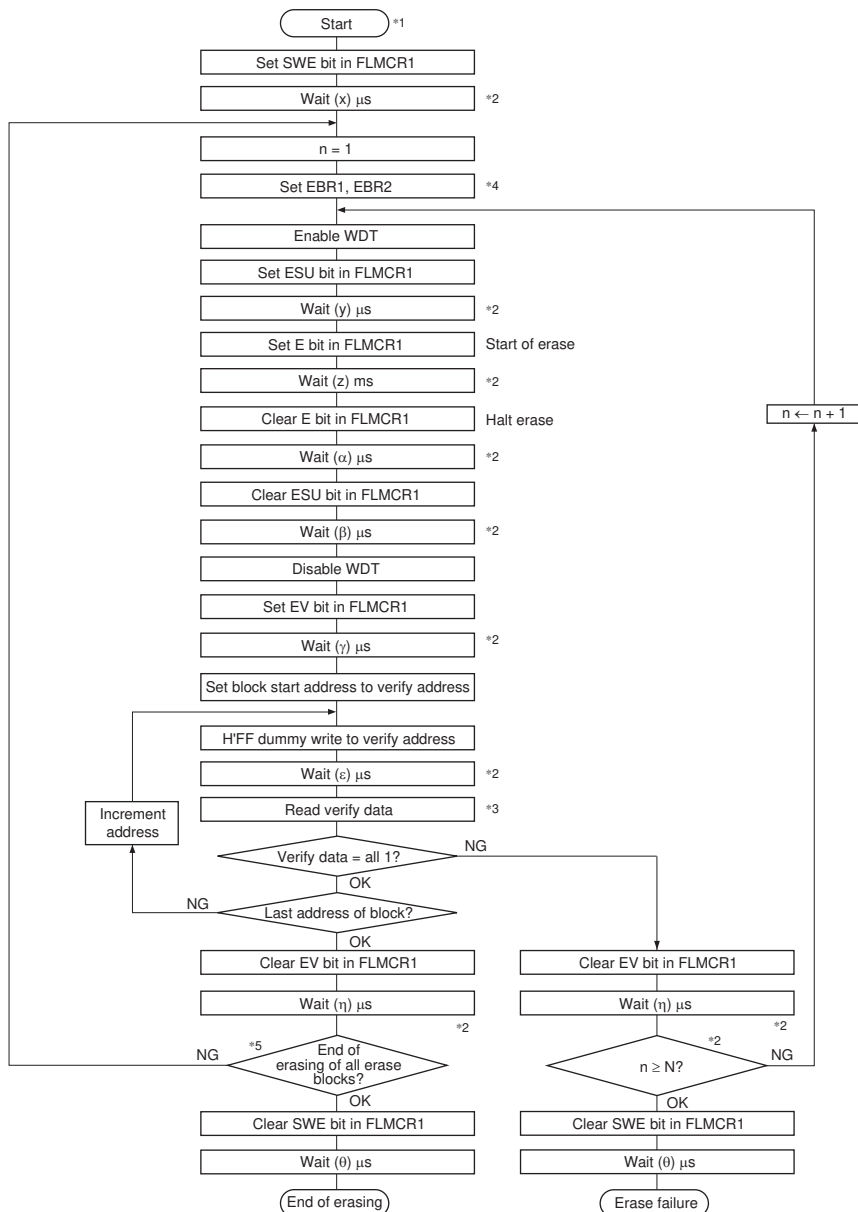 Start *1
Set SWE bit in FLMCR1
Wait (x) μs *2
n = 1
Set EBR1, EBR2 *4
Enable WDT
Set ESU bit in FLMCR1
Wait (y) μs *2
Set E bit in FLMCR1 Start of erase
Wait (z) ms *2
n ← n + 1
Clear E bit in FLMCR1 Halt erase
Wait (α) μs *2
Clear ESU bit in FLMCR1
Wait (β) μs *2
Disable WDT
Set EV bit in FLMCR1
Wait (γ) μs *2
Set block start address to verify address
H'FF dummy write to verify address
Wait (ε) μs *2
Read verify data *3
Increment
address
Verify data = all 1?
NG
OK
Last address of block?
NG
OK
Clear EV bit in FLMCR1
Wait (η) μs
*2
*5
End of
erasing of all erase
blocks?
NG
OK
Clear SWE bit in FLMCR1
Wait (θ) μs
End of erasing
Clear EV bit in FLMCR1
Wait (η) μs
*2
*2
n ≥ N?
NG
OK
Clear SWE bit in FLMCR1
Wait (θ) μs
Erase failure